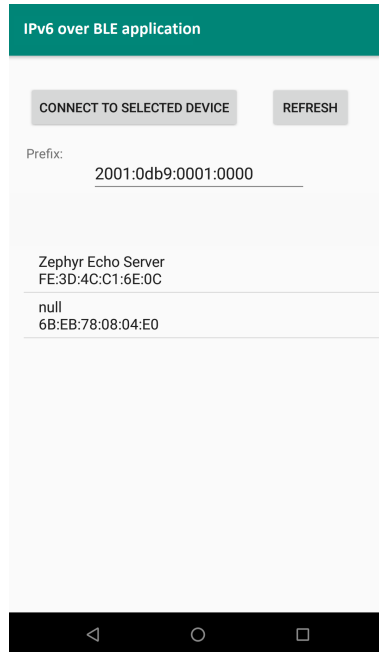 IPv6 over BLE application
CONNECT TO SELECTED DEVICE
REFRESH
Prefix:
2001:0db9:0001:0000
Zephyr Echo Server
FE:3D:4C:C1:6E:0C
null
6B:EB:78:08:04:E0